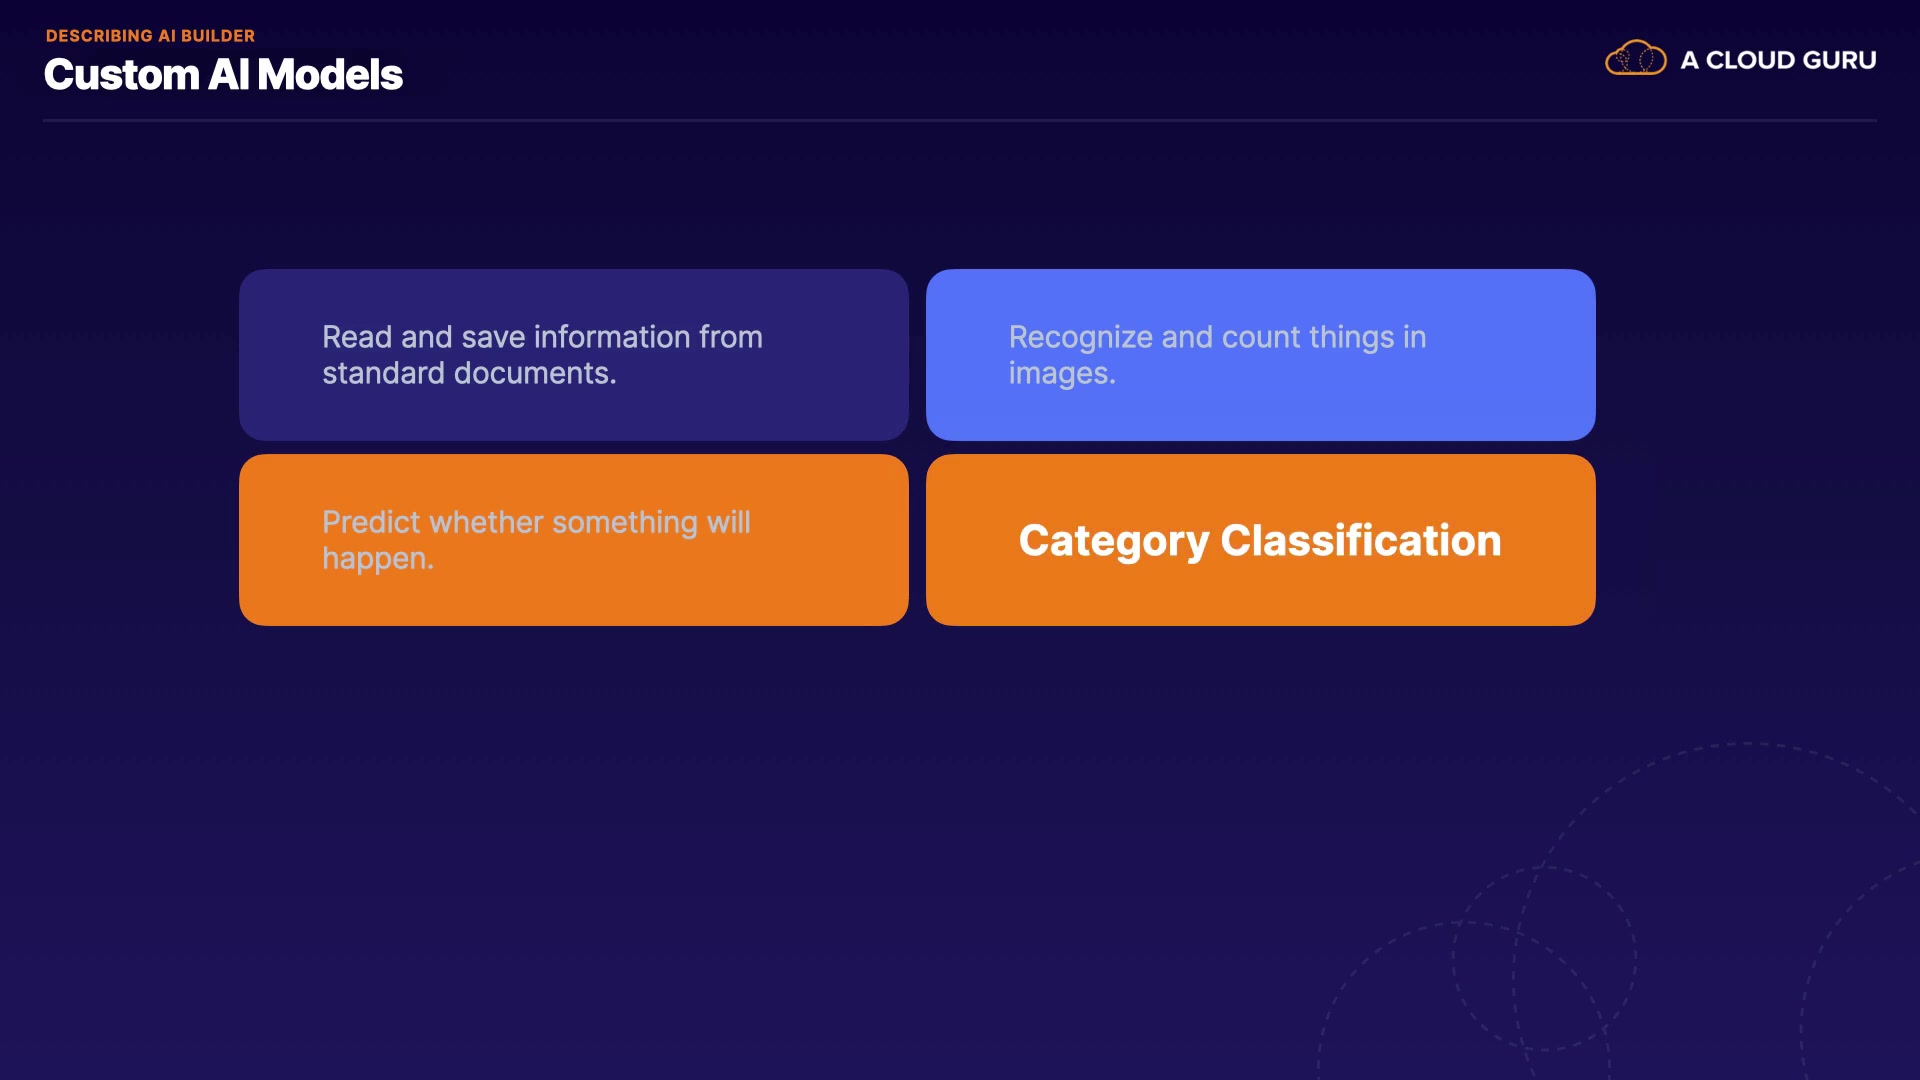 DESCRIBING AI BUILDER
Custom AI Models
A CLOUD GURU
Read and save information from
standard documents.
Recognize and count things in
images.
Predict whether something will
happen.
Category Classification